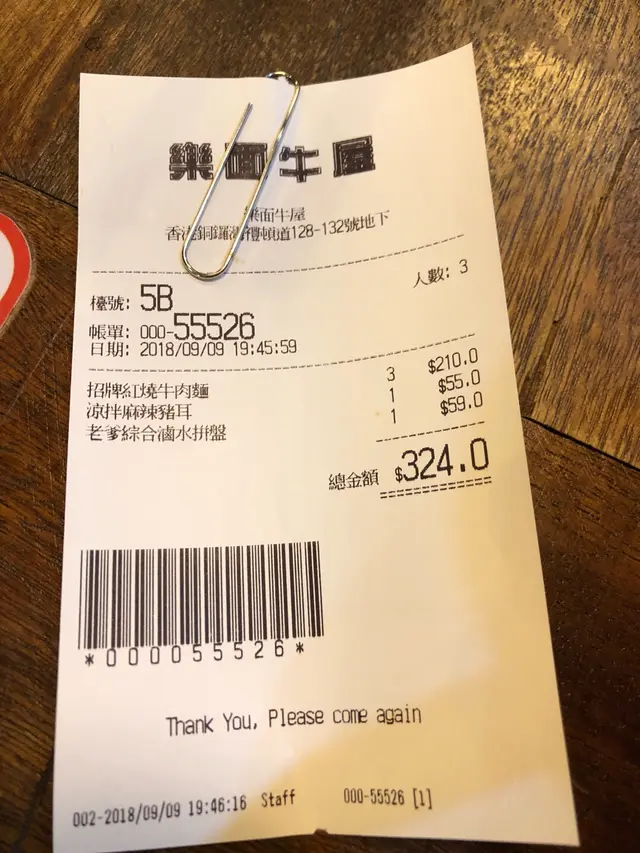 樂面牛屋
樂面牛屋
香港銅鑼灣禮頓道128-132號地下
人數: 3
檯號: 5B
帳單: 000-55526
日期: 2018/09/09 19:45:59
招牌紅燒牛肉麵 3 $210.0
涼拌麻辣豬耳 1 $55.0
老爹綜合滷水拼盤 1 $59.0
總金額 $324.0
*000055526*
Thank You, Please come again
002-2018/09/09 19:46:16 Staff 000-55526 [1]